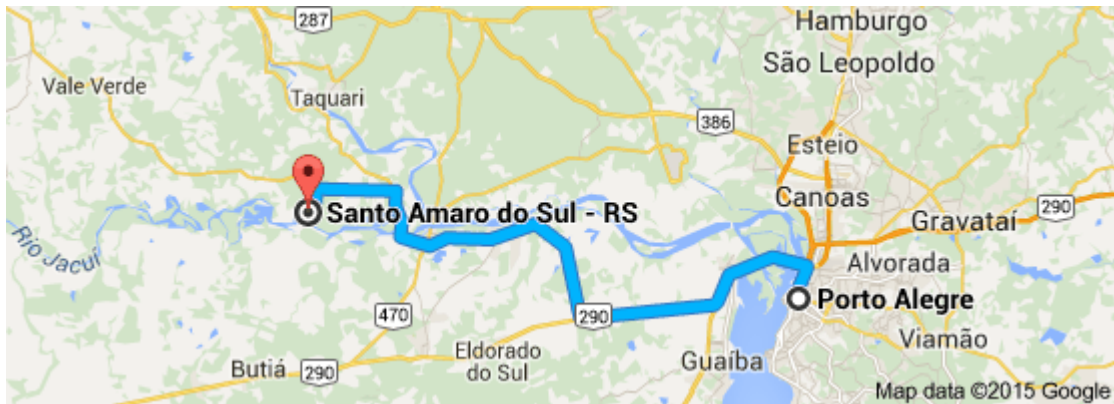 Hamburgo
287
São Leopoldo
Vale Verde
Taquari
386
Esteio
Canoas
Santo Amaro do Sul - RS
290
Gravataí
Rio Jacuí
Alvorada
Porto Alegre
470
290
Viamão
Eldorado
do Sul
Guaíba
Butiá
290
Map data ©2015 Google